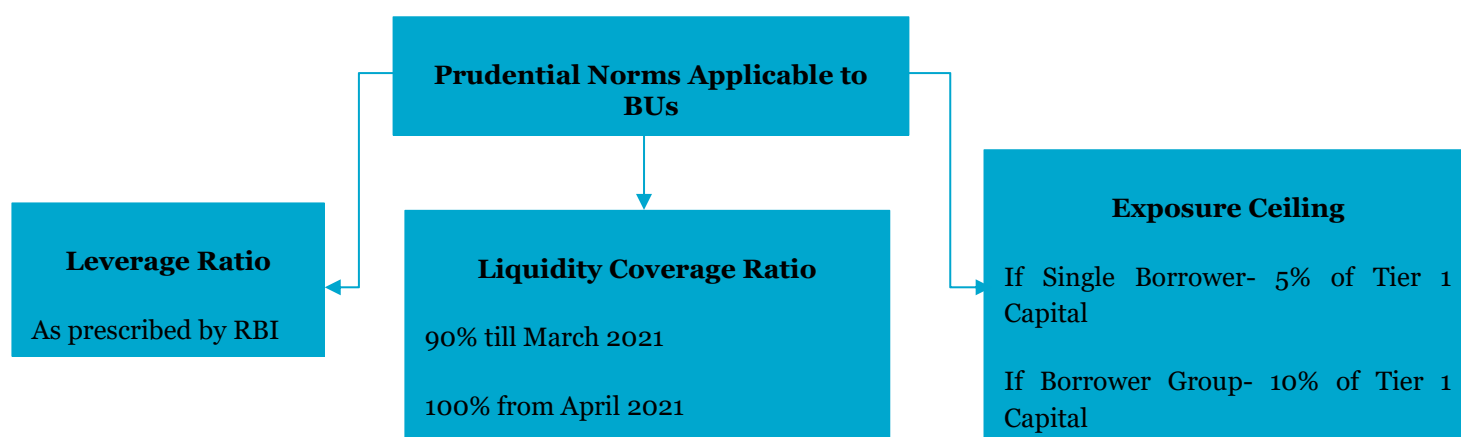 Prudential Norms Applicable to
BUs
Leverage Ratio
As prescribed by RBI
Liquidity Coverage Ratio
90% till March 2021
100% from April 2021
Exposure Ceiling
If Single Borrower- 5% of Tier 1
Capital
If Borrower Group- 10% of Tier 1
Capital